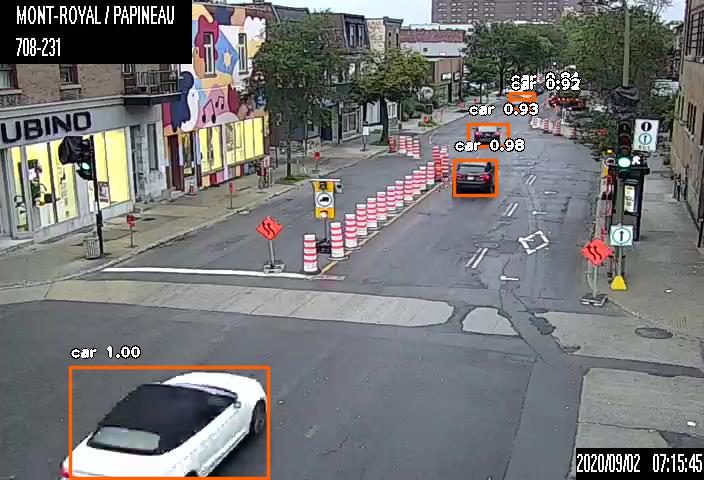 MONT-ROYAL / PAPINEAU
708-231
UBINO
car 0.92
car 0.93
car 0.98
car 1.00
2020/09/02 07:15:45